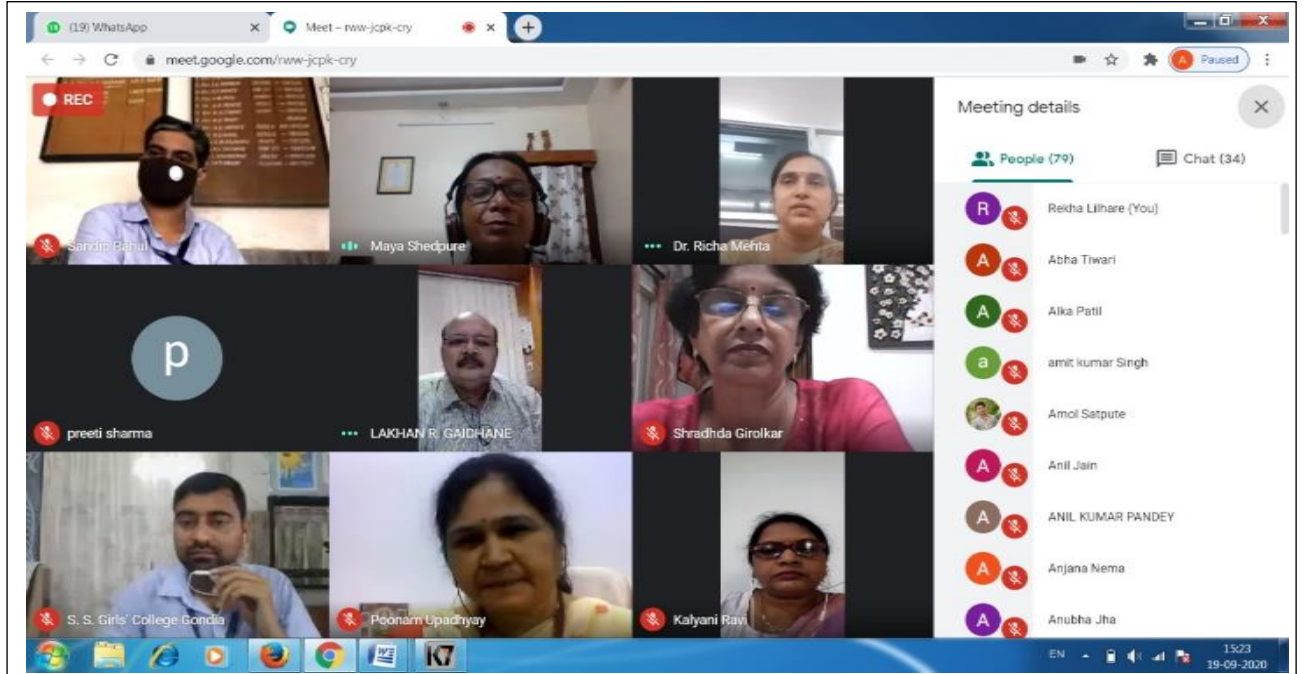 (19) WhatsApp
Meet – rww-jcpk-cry
meet.google.com/rww-jcpk-cry
A
Paused
REC
Sandip Rahul
Maya Shedpure
Dr. Richa Mehta
p
preeti sharma
LAKHAN R. GAIDHANE
Shradhda Girolkar
S. S. Girls' College Gondia
Poonam Upadhyay
Kalyani Ravi
Meeting details
People (79)
Chat (34)
R
Rekha Lilhare (You)
A
Abha Tiwari
A
Alka Patil
a
amit kumar Singh
Amol Satpute
A
Anil Jain
A
ANIL KUMAR PANDEY
A
Anjana Nema
A
Anubha Jha
W
K7
EN
15:23
19-09-2020